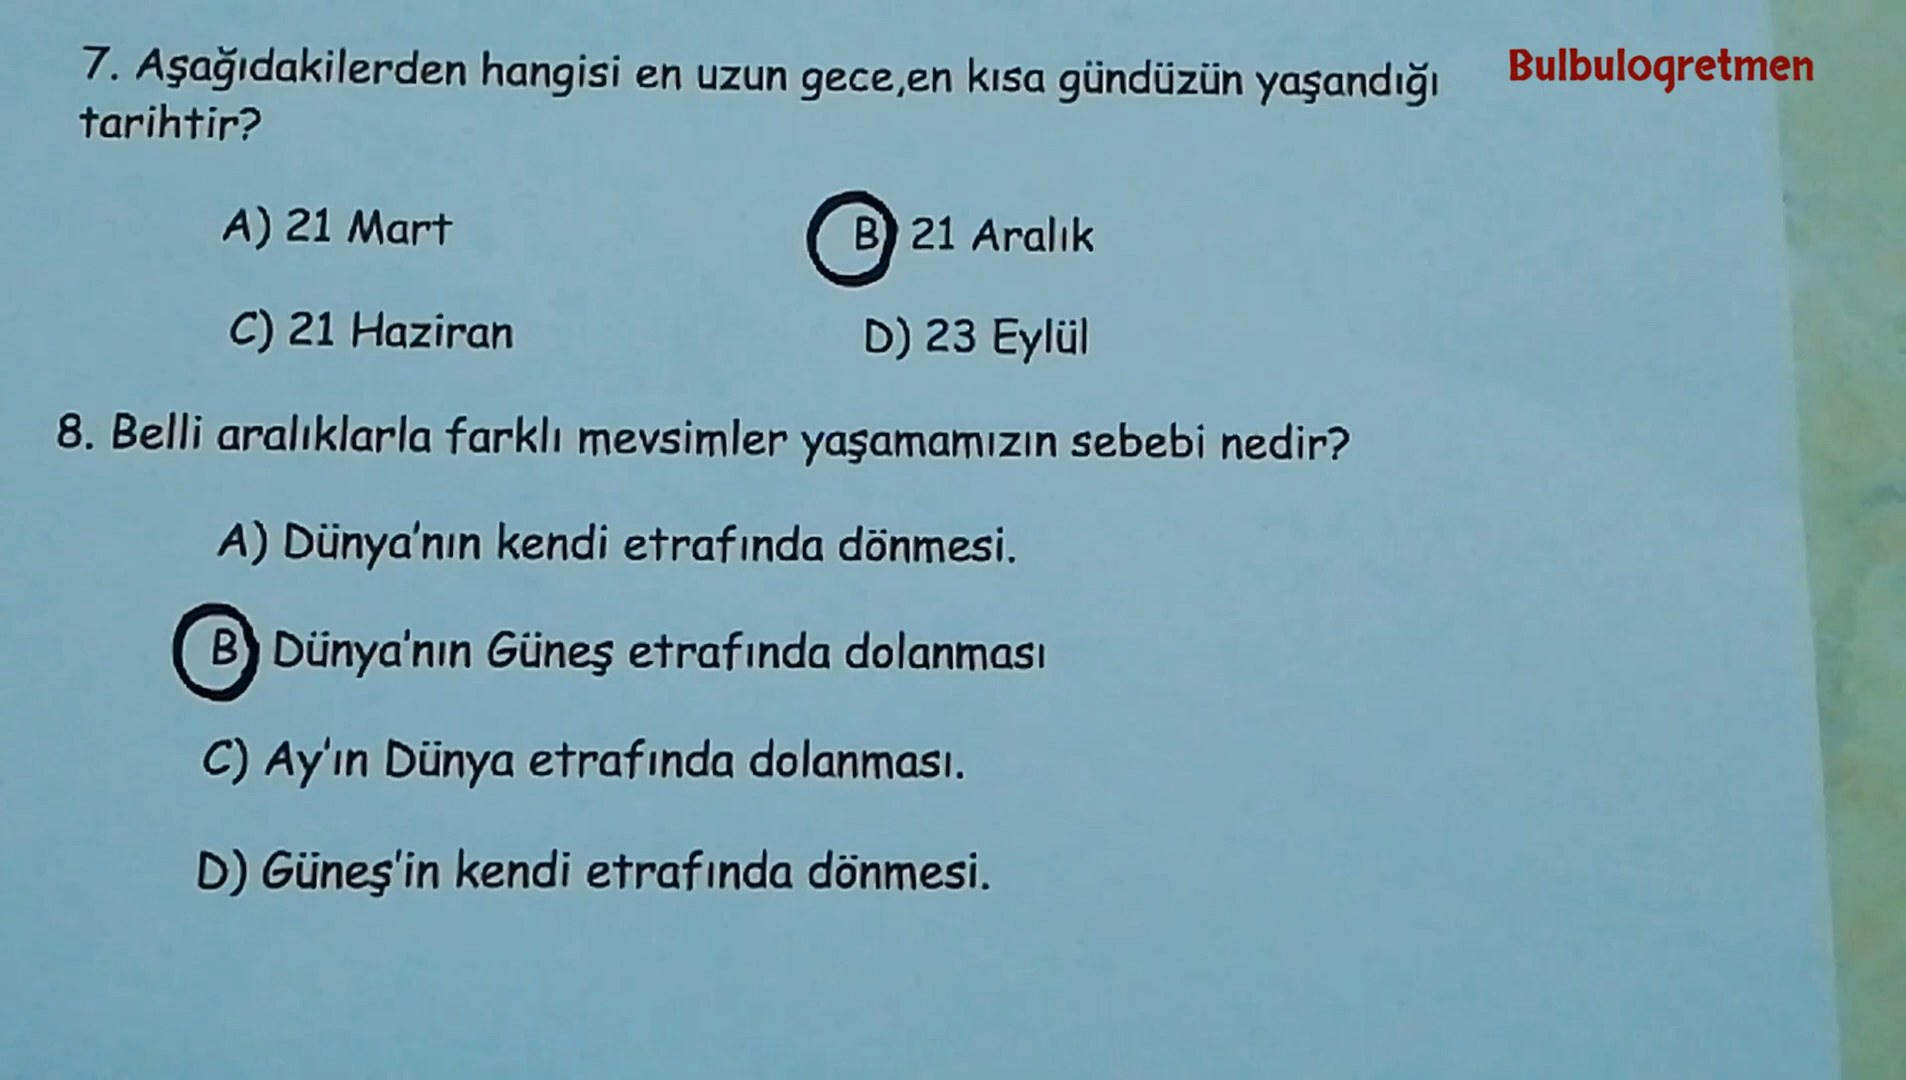 7. Aşağıdakilerden hangisi en uzun gece,en kısa gündüzün yaşandığı
tarihtir?
Bulbulogretmen
A) 21 Mart
B) 21 Aralık
C) 21 Haziran
D) 23 Eylül
8. Belli aralıklarla farklı mevsimler yaşamamızın sebebi nedir?
A) Dünya'nın kendi etrafında dönmesi.
B) Dünya'nın Güneş etrafında dolanması
C) Ay'ın Dünya etrafında dolanması.
D) Güneş'in kendi etrafında dönmesi.